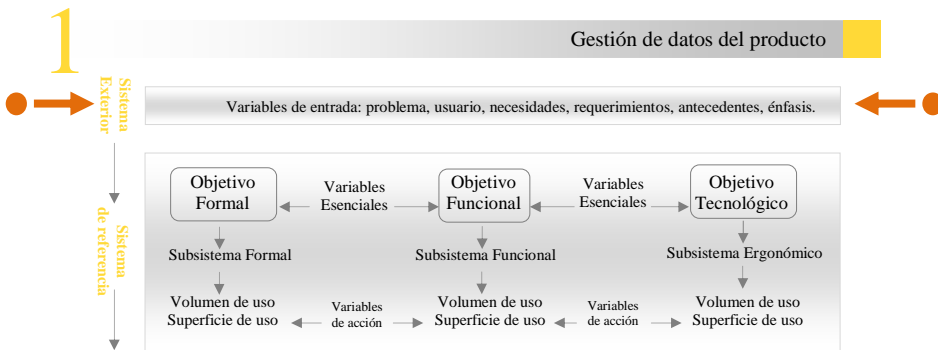 1
Gestión de datos del producto
Sistema
Exterior
Variables de entrada: problema, usuario, necesidades, requerimientos, antecedentes, énfasis.
Sistema
de referencia
Objetivo
Formal
Variables
Esenciales
Objetivo
Funcional
Variables
Esenciales
Objetivo
Tecnológico
Subsistema Formal
Subsistema Funcional
Subsistema Ergonómico
Volumen de uso
Superficie de uso
Variables
de acción
Volumen de uso
Superficie de uso
Variables
de acción
Volumen de uso
Superficie de uso